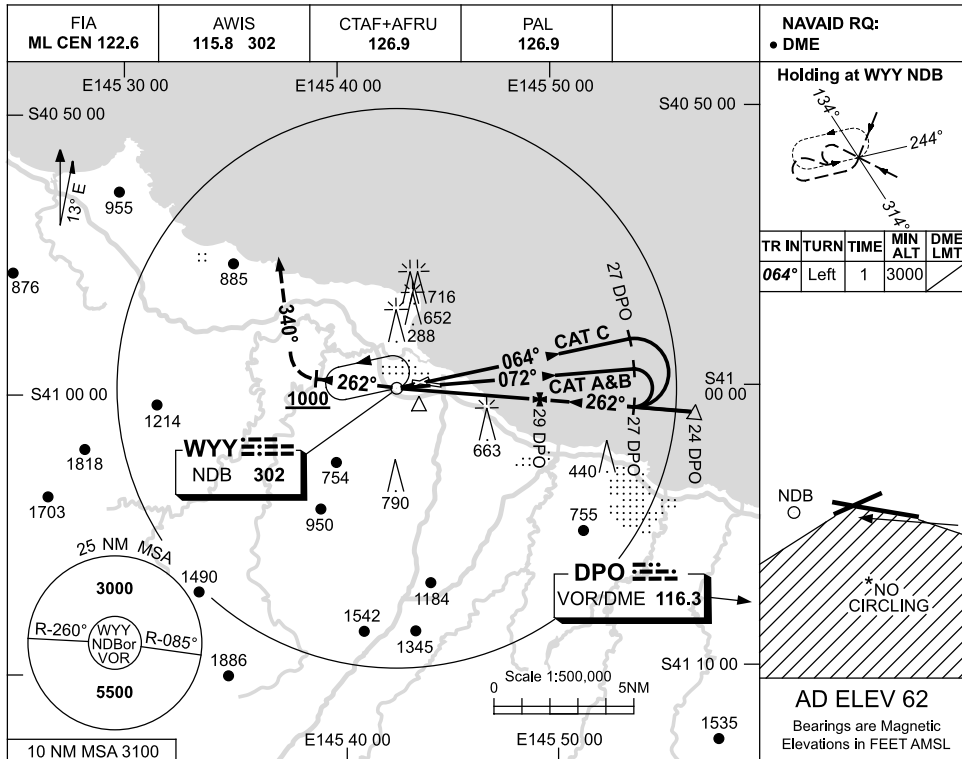 FIA
ML CEN 122.6
AWIS
115.8 302
CTAF+AFRU
126.9
PAL
126.9
NAVAID RQ:
• DME
E145 30 00
E145 40 00
E145 50 00
S40 50 00
S40 50 00
13° E
955
876
885
716
652
288
340°
262°
1000
27 DPO
CAT C
064°
072°
CAT A&B
262°
29 DPO
27 DPO
24 DPO
S41 00 00
S41
00 00
1214
1818
1703
WYY
NDB 302
754
790
950
663
440
755
25 NM MSA
1490
3000
R-260°
WYY
NDBor
VOR
R-085°
5500
1184
1542
1345
1886
DPO
VOR/DME 116.3
S41 10 00
Scale 1:500,000
0
5NM
1535
10 NM MSA 3100
E145 40 00
E145 50 00
Holding at WYY NDB
134°
244°
314°
TR IN TURN TIME MIN ALT DME LMT
064° Left 1 3000
NDB
*NO
CIRCLING
AD ELEV 62
Bearings are Magnetic
Elevations in FEET AMSL